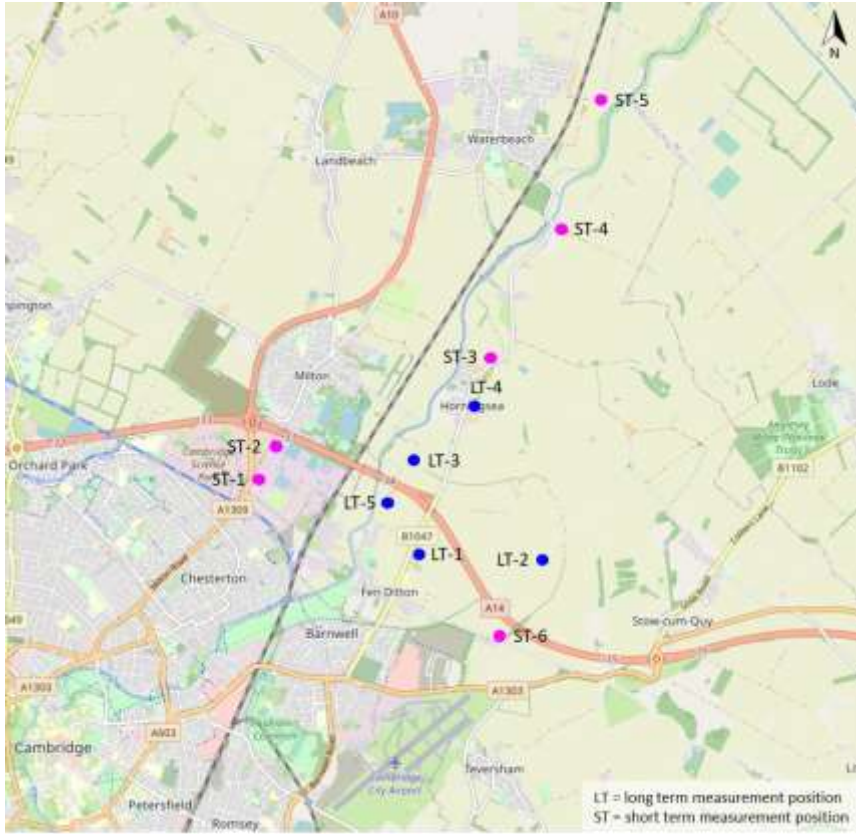 A10
N
ST-5
Waterbeach
Landbeach
ST-4
ST-3
Milton
LT-4
Lode
ST-2
LT-3
Orchard Park
ST-1
B1102
LT-5
A1309
B1047
LT-1
LT-2
Chesterton
Fen Ditton
A14
Stow-cum-Quy
Barnwell
ST-6
A1303
A1303
A603
Cambridge
Cambridge
City Airport
Teversham
Petersfield
Romsey
LT = long term measurement position
ST = short term measurement position